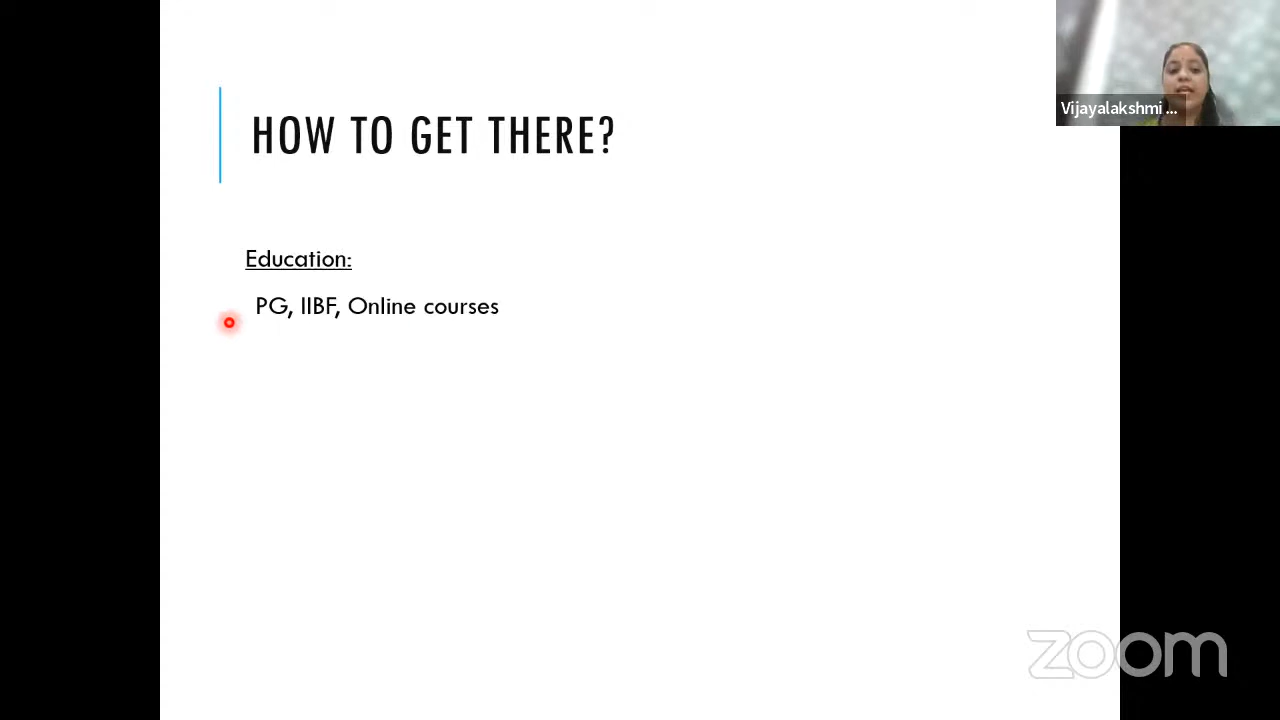 Vijayalakshmi ...
HOW TO GET THERE?
Education:
PG, IIBF, Online courses
zoom